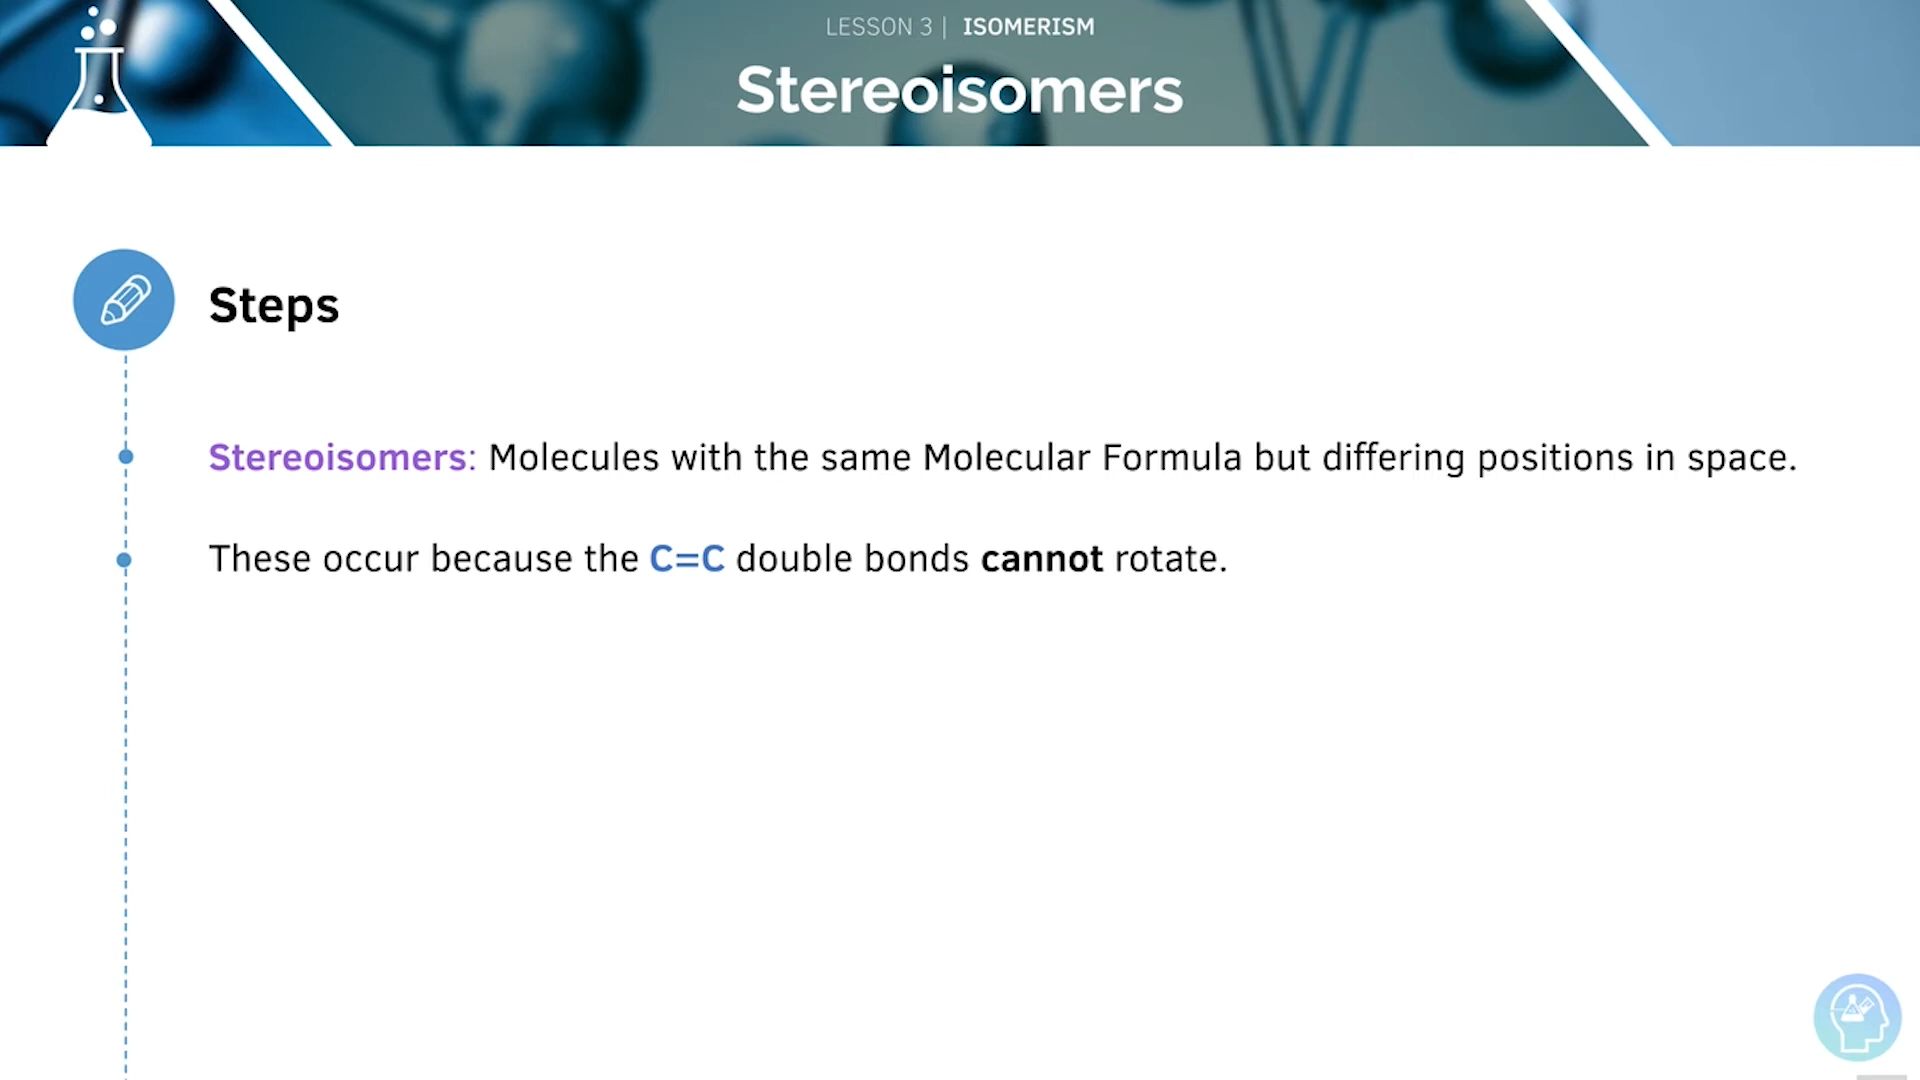 LESSON 3 | ISOMERISM
Stereoisomers
Steps
Stereoisomers: Molecules with the same Molecular Formula but differing positions in space.
These occur because the C=C double bonds cannot rotate.